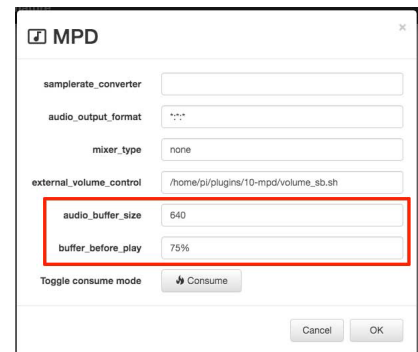 MPD
×
samplerate_converter
audio_output_format *:*:*
mixer_type none
external_volume_control /home/pi/plugins/10-mpd/volume_sb.sh
audio_buffer_size 640
buffer_before_play 75%
Toggle consume mode Consume
Cancel OK